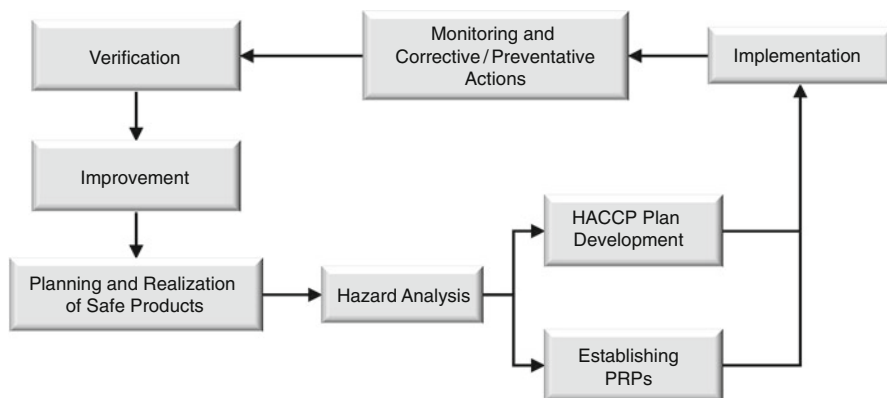 Verification
Monitoring and
Corrective/Preventative
Actions
Implementation
Improvement
HACCP Plan
Development
Planning and Realization
of Safe Products
Hazard Analysis
Establishing
PRPs